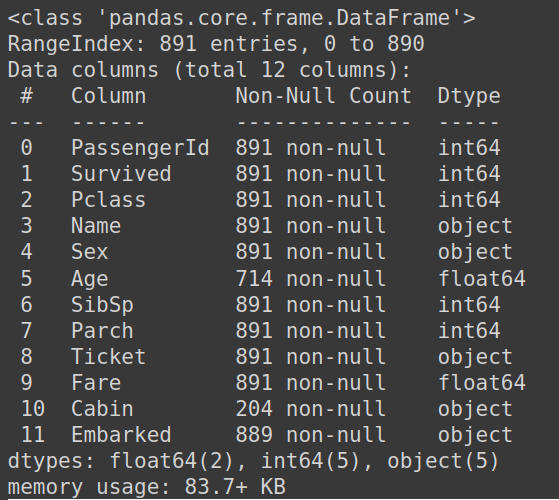 <class 'pandas.core.frame.DataFrame'>
RangeIndex: 891 entries, 0 to 890
Data columns (total 12 columns):
 #   Column       Non-Null Count  Dtype
---  ------       --------------  -----
 0   PassengerId  891 non-null    int64
 1   Survived     891 non-null    int64
 2   Pclass       891 non-null    int64
 3   Name         891 non-null    object
 4   Sex          891 non-null    object
 5   Age          714 non-null    float64
 6   SibSp        891 non-null    int64
 7   Parch        891 non-null    int64
 8   Ticket       891 non-null    object
 9   Fare         891 non-null    float64
 10  Cabin        204 non-null    object
 11  Embarked     889 non-null    object
dtypes: float64(2), int64(5), object(5)
memory usage: 83.7+ KB